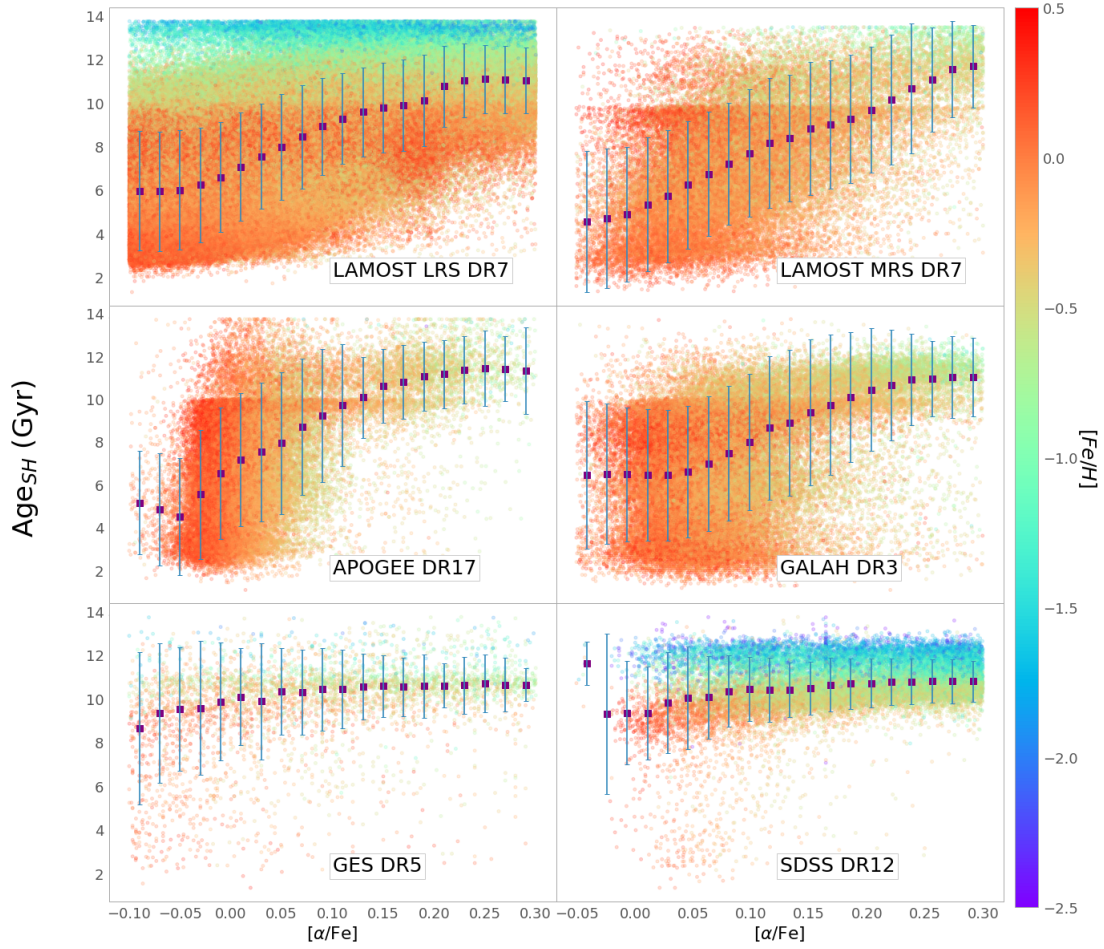 14
12
10
8
6
4
2
LAMOST LRS DR7
LAMOST MRS DR7
14
12
10
8
6
4
2
APOGEE DR17
GALAH DR3
14
12
10
8
6
4
2
GES DR5
SDSS DR12
Age_SH (Gyr)
−0.10 −0.05 0.00 0.05 0.10 0.15 0.20 0.25 0.30
−0.05 0.00 0.05 0.10 0.15 0.20 0.25 0.30
[α/Fe]
[α/Fe]
0.5
0.0
−0.5
−1.0
−1.5
−2.0
−2.5
[Fe/H]